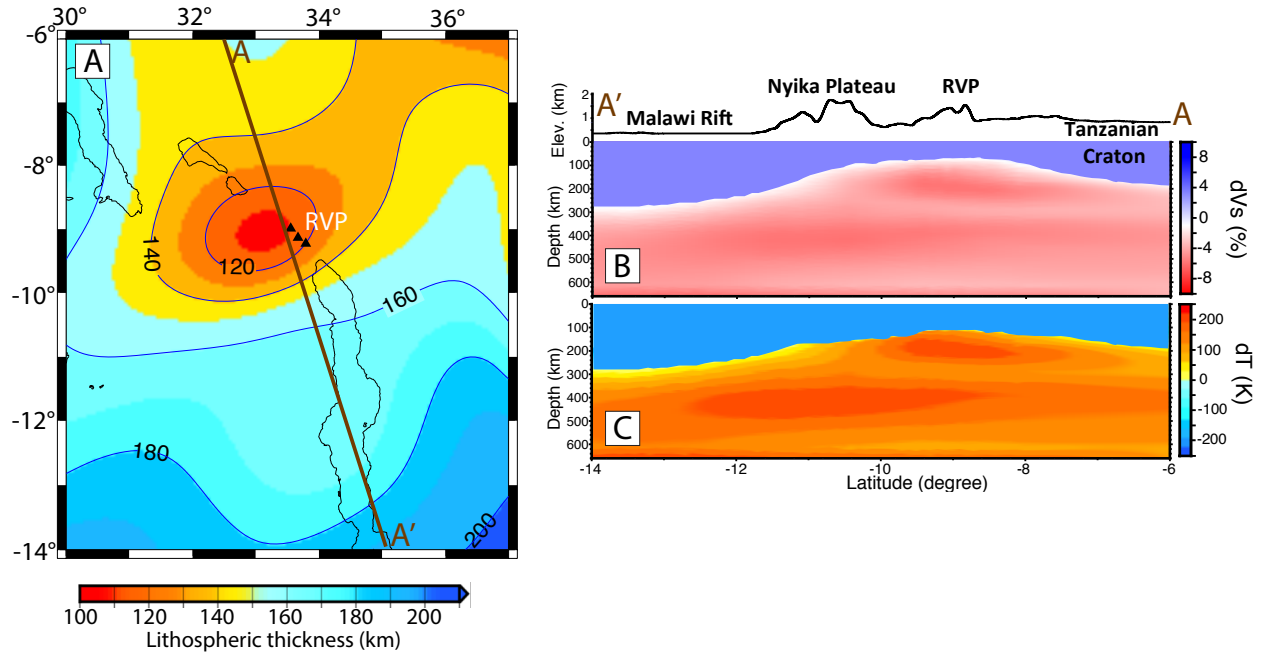 30° 32° 34° 36°
-6°
-8°
-10°
-12°
-14°
A
A
RVP
140
120
160
180
200
A’
100 120 140 160 180 200
Lithospheric thickness (km)
A’
Malawi Rift
Nyika Plateau
RVP
Tanzanian
Craton
A
Elev. (km)
2
1
0
Depth (km)
100
200
300
400
500
600
B
dVs (%)
8
4
0
-4
-8
Depth (km)
0
100
200
300
400
500
600
C
dT (K)
200
100
0
-100
-200
-14 -12 -10 -8 -6
Latitude (degree)